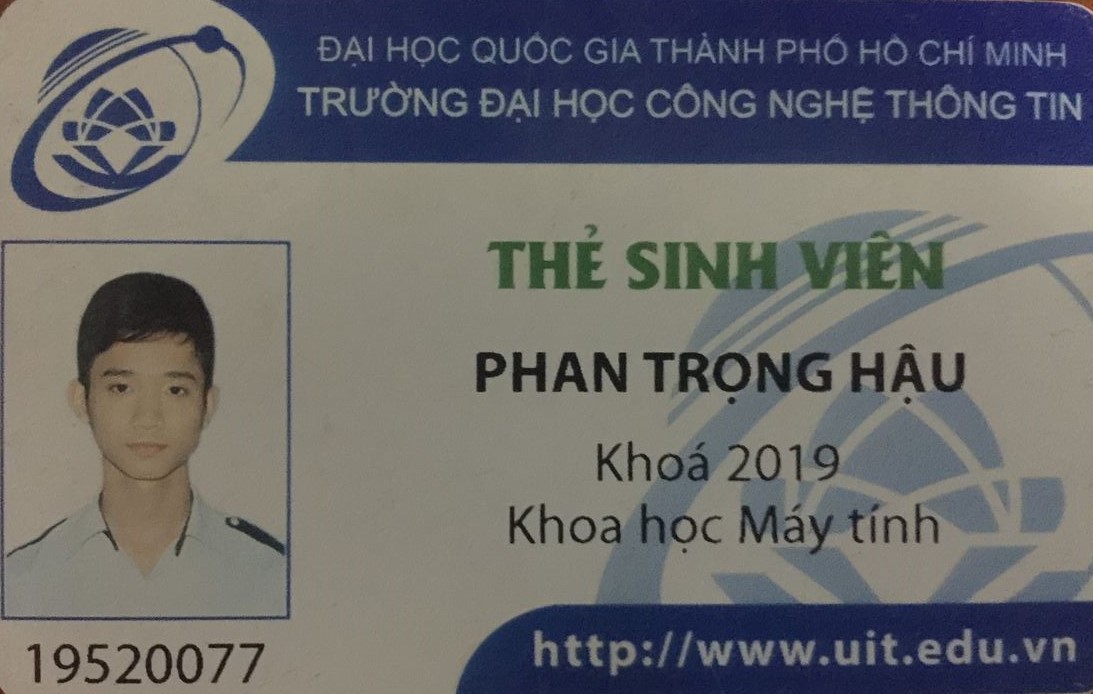 ĐẠI HỌC QUỐC GIA THÀNH PHỐ HỒ CHÍ MINH
TRƯỜNG ĐẠI HỌC CÔNG NGHỆ THÔNG TIN
THẺ SINH VIÊN
PHAN TRỌNG HẬU
Khoá 2019
Khoa học Máy tính
19520077
http://www.uit.edu.vn